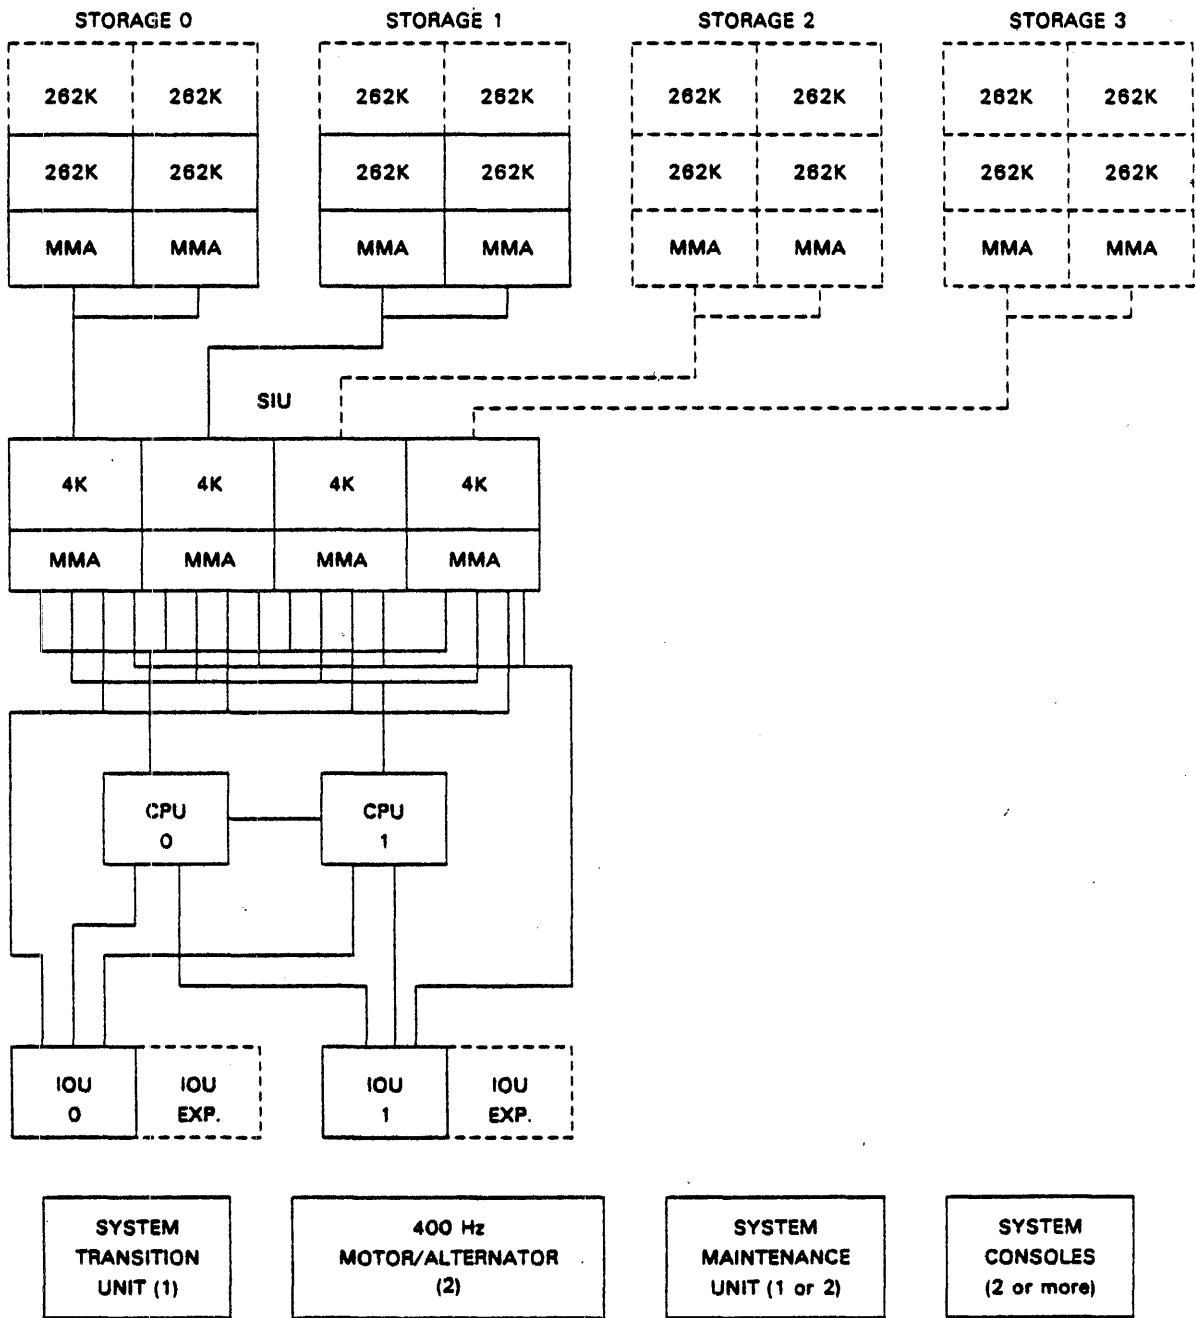 STORAGE 0 STORAGE 1 STORAGE 2 STORAGE 3
262K 262K 262K 262K 262K 262K 262K 262K
262K 262K 262K 262K 262K 262K 262K 262K
MMA MMA MMA MMA MMA MMA MMA MMA
SIU
4K 4K 4K 4K
MMA MMA MMA MMA
CPU
0
CPU
1
IOU
0
IOU
EXP.
IOU
1
IOU
EXP.
SYSTEM
TRANSITION
UNIT (1)
400 Hz
MOTOR/ALTERNATOR
(2)
SYSTEM
MAINTENANCE
UNIT (1 or 2)
SYSTEM
CONSOLES
(2 or more)